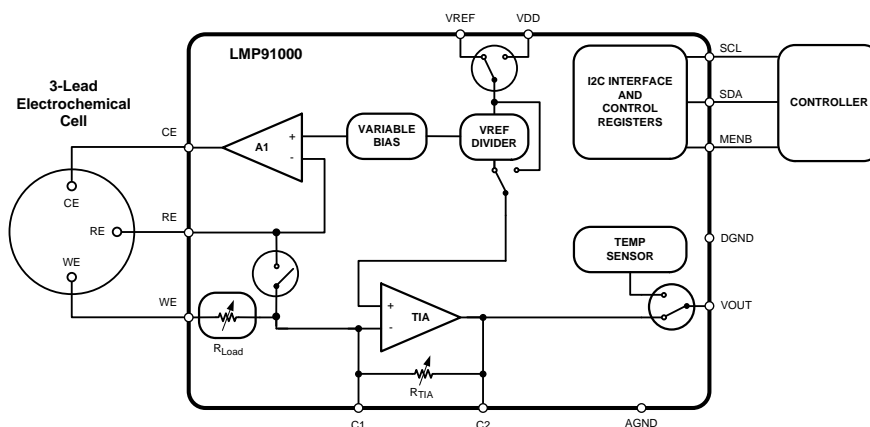 VREF
VDD
LMP91000
SCL
3-Lead
Electrochemical
Cell
I2C INTERFACE
AND
CONTROL
REGISTERS
SDA
CONTROLLER
CE
VARIABLE
BIAS
VREF
DIVIDER
+
-
A1
MENB
CE
RE
RE
WE
TEMP
SENSOR
DGND
WE
+
-
TIA
VOUT
RLoad
RTIA
C1
C2
AGND